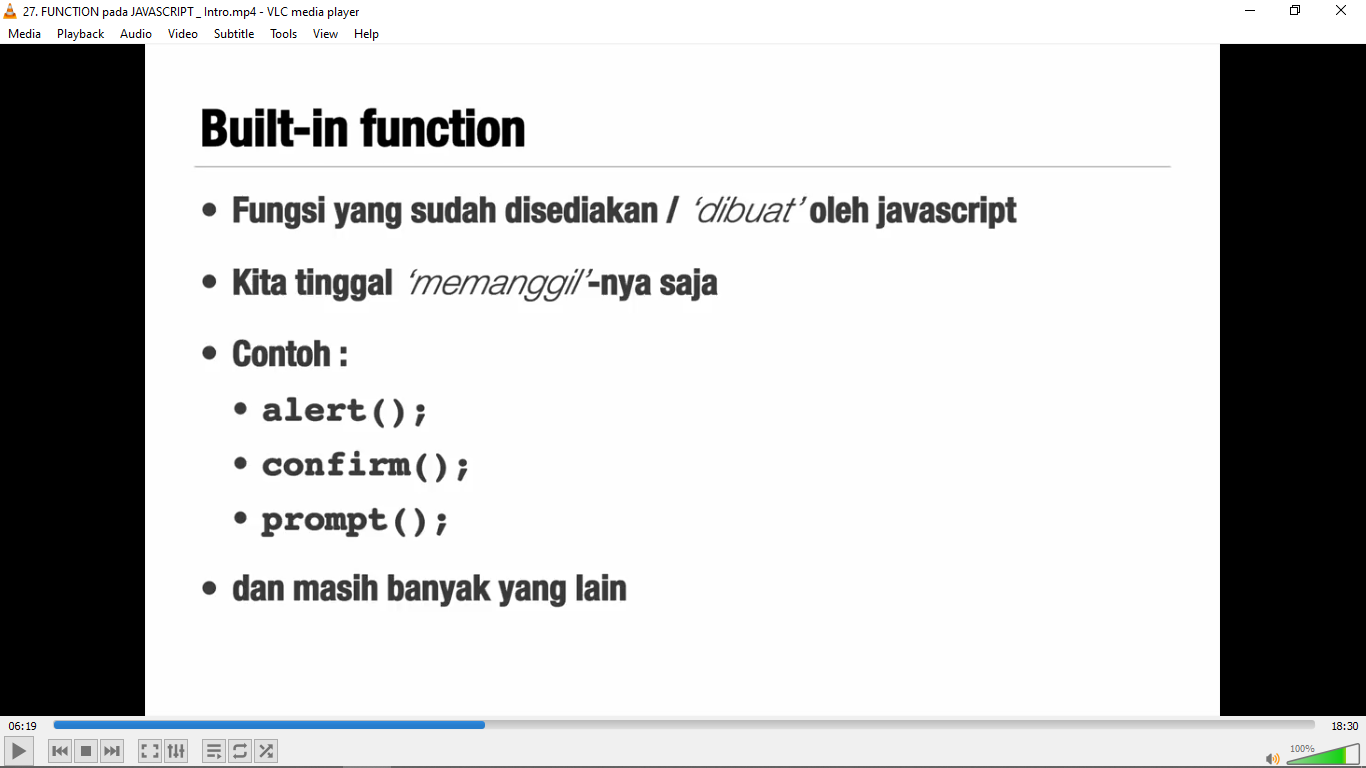 27. FUNCTION pada JAVASCRIPT _ Intro.mp4 - VLC media player
Media Playback Audio Video Subtitle Tools View Help
Built-in function
• Fungsi yang sudah disediakan / ‘dibuat’ oleh javascript
• Kita tinggal ‘memanggil’-nya saja
• Contoh :
• alert();
• confirm();
• prompt();
• dan masih banyak yang lain
06:19 18:30
100%